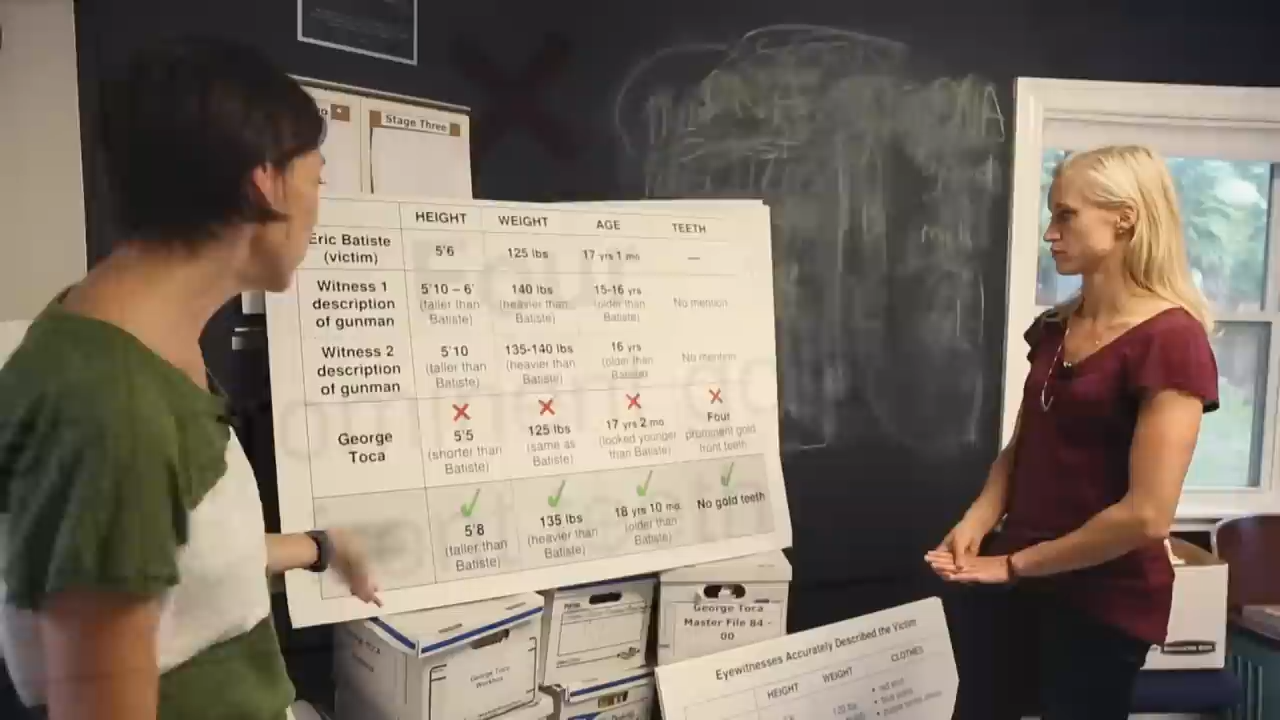 Stage Three
HEIGHT WEIGHT AGE TEETH
Eric Batiste
(victim)
5'6
125 lbs
17 yrs 1 mo
—
Witness 1
description
of gunman
5'10 – 6'
(taller than
Batiste)
140 lbs
(heavier than
Batiste)
15-16 yrs
(older than
Batiste)
No mention
Witness 2
description
of gunman
5'10
(taller than
Batiste)
135-140 lbs
(heavier than
Batiste)
16 yrs
(older than
Batiste)
No mention
George
Toca
5'5
(shorter than
Batiste)
125 lbs
(same as
Batiste)
17 yrs 2 mo
(looked younger
than Batiste)
Four
prominent gold
front teeth
5'8
(taller than
Batiste)
135 lbs
(heavier than
Batiste)
18 yrs 10 mo
(older than
Batiste)
No gold teeth
George Toca
Workbox
George Toca
Master File 84 -
00
Eyewitnesses Accurately Described the Victim
HEIGHT WEIGHT CLOTHES
120 lbs